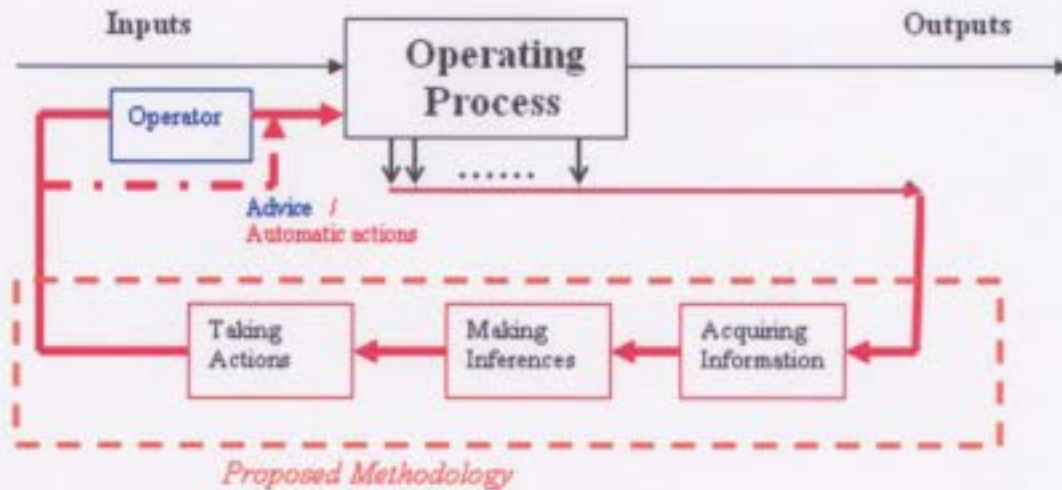 Inputs
Operating
Process
Outputs
Operator
......
Advice /
Automatic actions
Taking
Actions
Making
Inferences
Acquiring
Information
Proposed Methodology